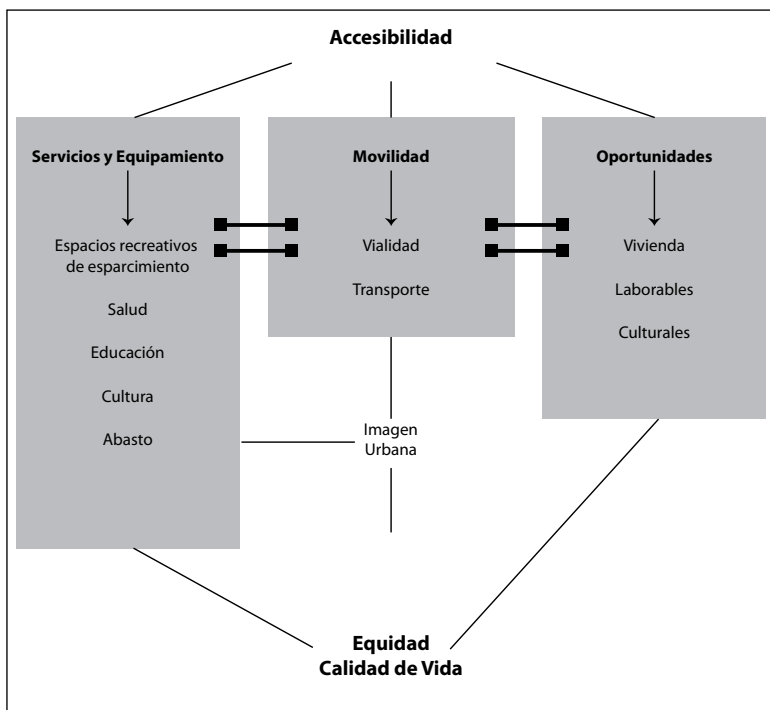 Accesibilidad
Servicios y Equipamiento
Espacios recreativos
de esparcimiento
Salud
Educación
Cultura
Abasto
Movilidad
Vialidad
Transporte
Imagen
Urbana
Oportunidades
Vivienda
Laborables
Culturales
Equidad
Calidad de Vida